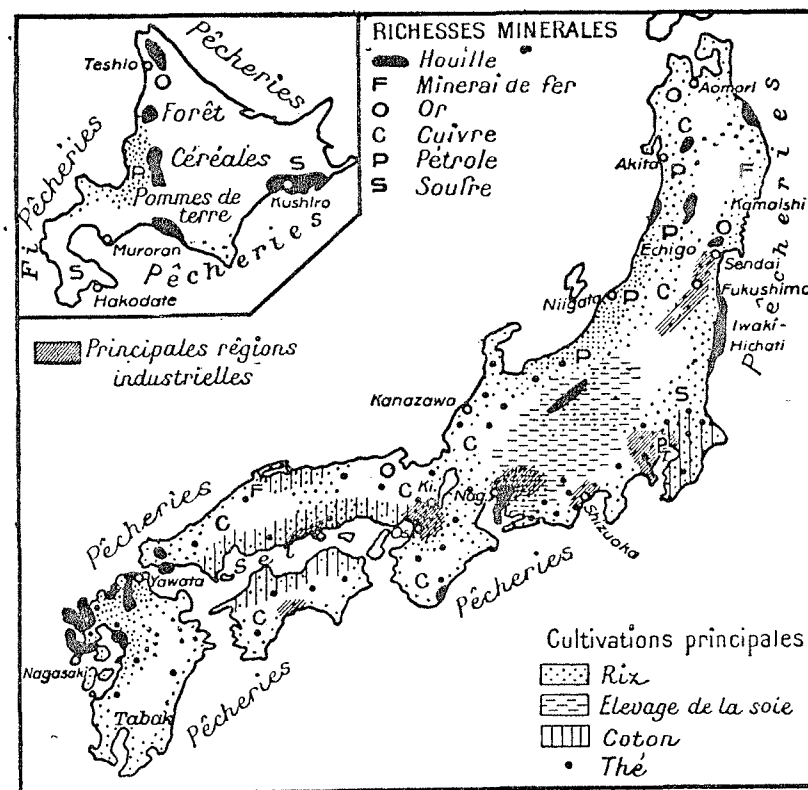 Pêcheries
Teshio
O
Forêt
Pêcheries
Céréales
S
Pommes de
terre
Kushiro
Muroran
Pêcheries
S
Hakodate
RICHESSES MINERALES
Houille
F Minerai de fer
O Or
C Cuivre
P Pétrole
S Soufre
O
Aomori
C
Akita
P
Kamaishi
Pêcheries
P
O
Echigo
Sendai
Niigata
P
C
Fukushima
Iwaki-
Hichati
P
Principales régions
industrielles
Kanazawa
C
S
O
F
C
Ki
Nag.
C
Shizuoka
Pêcheries
Yawata
C
C
Pêcheries
Nagasaki
Tabak
Pêcheries
Cultivations principales
Riz
Elevage de la soie
Coton
Thé